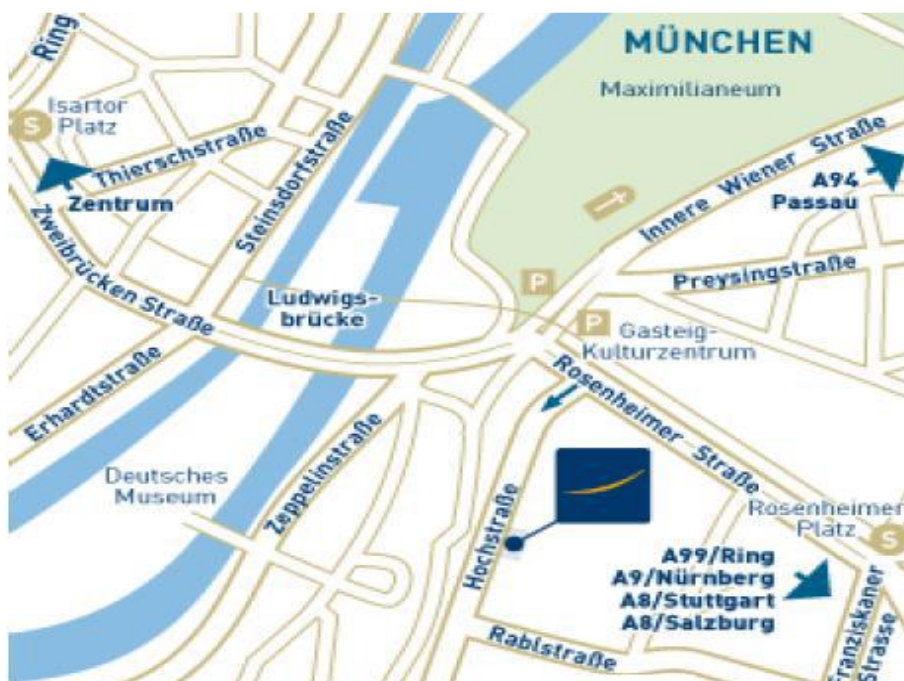 Ring
MÜNCHEN
Maximilianeum
Isartor
Platz
S
Thierschstraße
Zentrum
Steinsdorfstraße
Innere Wiener Straße
A94
Passau
Zweibrücken Straße
Preysingstraße
P
Ludwigs-
brücke
P
Gasteig-
Kulturzentrum
Erhardtstraße
Rosenheimer Straße
Zeppelinstraße
Deutsches
Museum
Hochstraße
Rosenheimer
Platz
S
A99/Ring
A9/Nürnberg
A8/Stuttgart
A8/Salzburg
Rablstraße
Franziskaner
Strasse